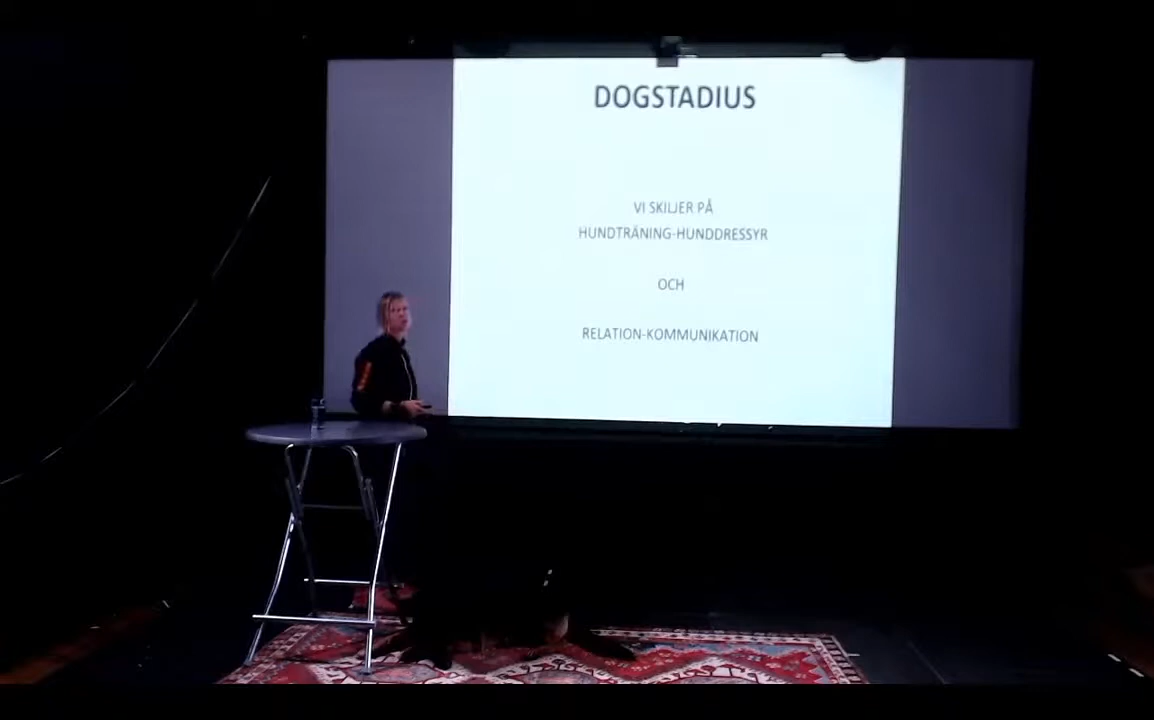 DOGSTADIUS
VI SKILJER PÅ
HUNDTRÄNING-HUNDDRESSYR
OCH
RELATION-KOMMUNIKATION